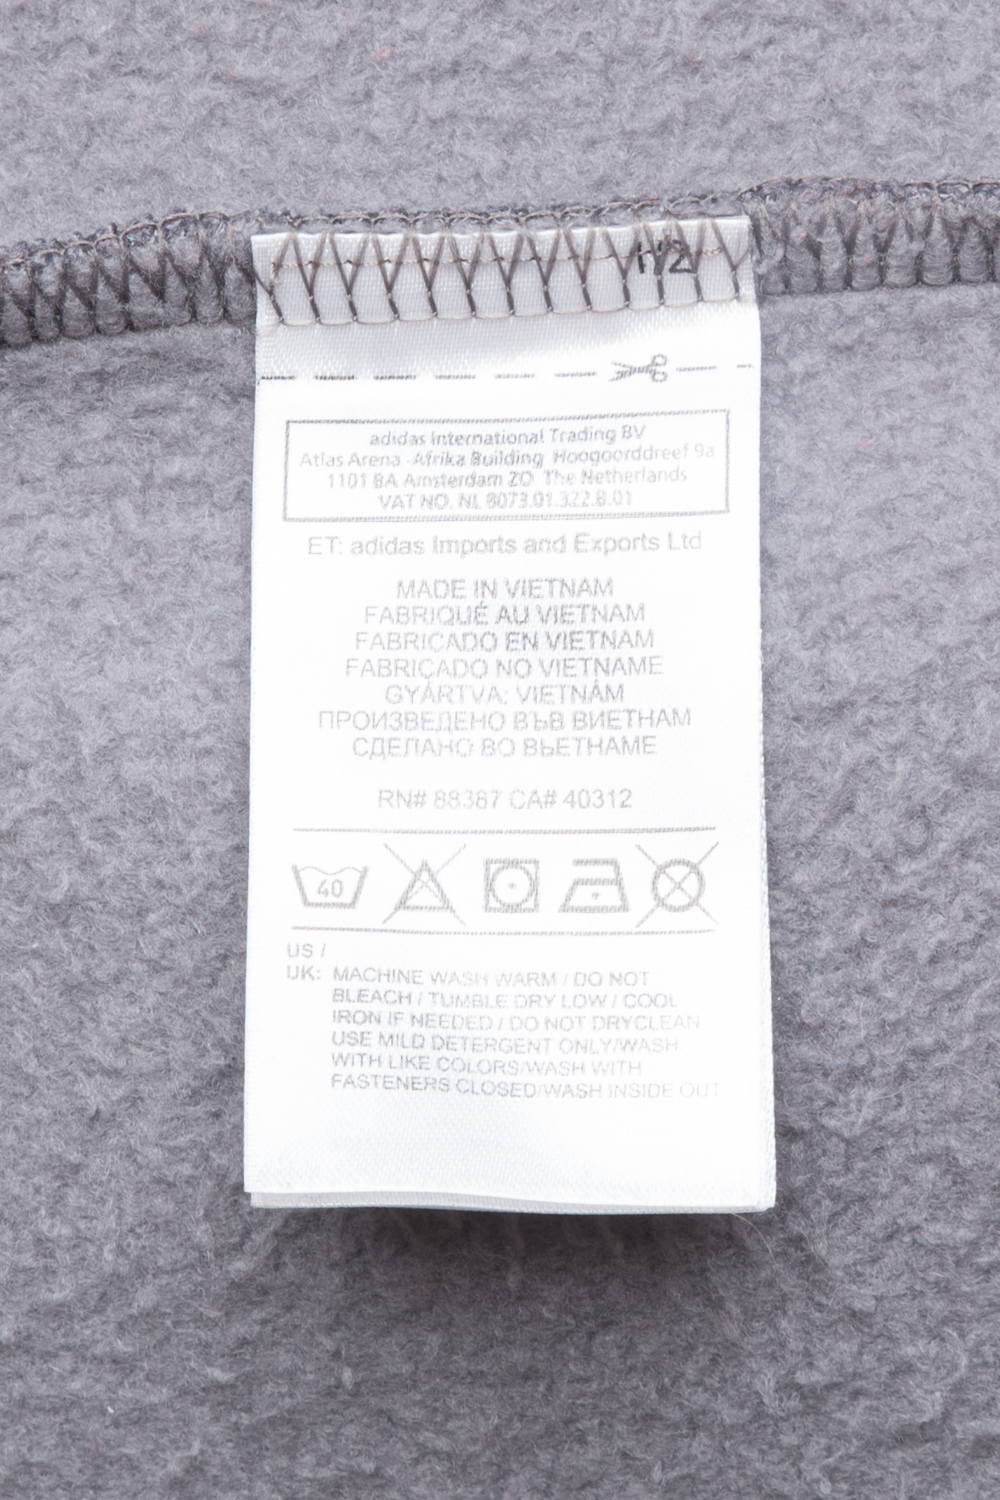 H2
adidas International Trading BV
Atlas Arena -Afrika Building Hoogoorddreef 9a
1101 BA Amsterdam ZO The Netherlands
VAT NO. NL 8073.01.322.B.01
ET: adidas Imports and Exports Ltd
MADE IN VIETNAM
FABRIQUÉ AU VIETNAM
FABRICADO EN VIETNAM
FABRICADO NO VIETNAME
GYÁRTVA: VIETNÁM
ПРОИЗВЕДЕНО ВЪВ ВИЕТНАМ
СДЕЛАНО ВО ВЬЕТНАМЕ
RN# 88387 CA# 40312
40
US /
UK: MACHINE WASH WARM / DO NOT
BLEACH / TUMBLE DRY LOW / COOL
IRON IF NEEDED / DO NOT DRYCLEAN
USE MILD DETERGENT ONLY/WASH
WITH LIKE COLORS/WASH WITH
FASTENERS CLOSED/WASH INSIDE OUT